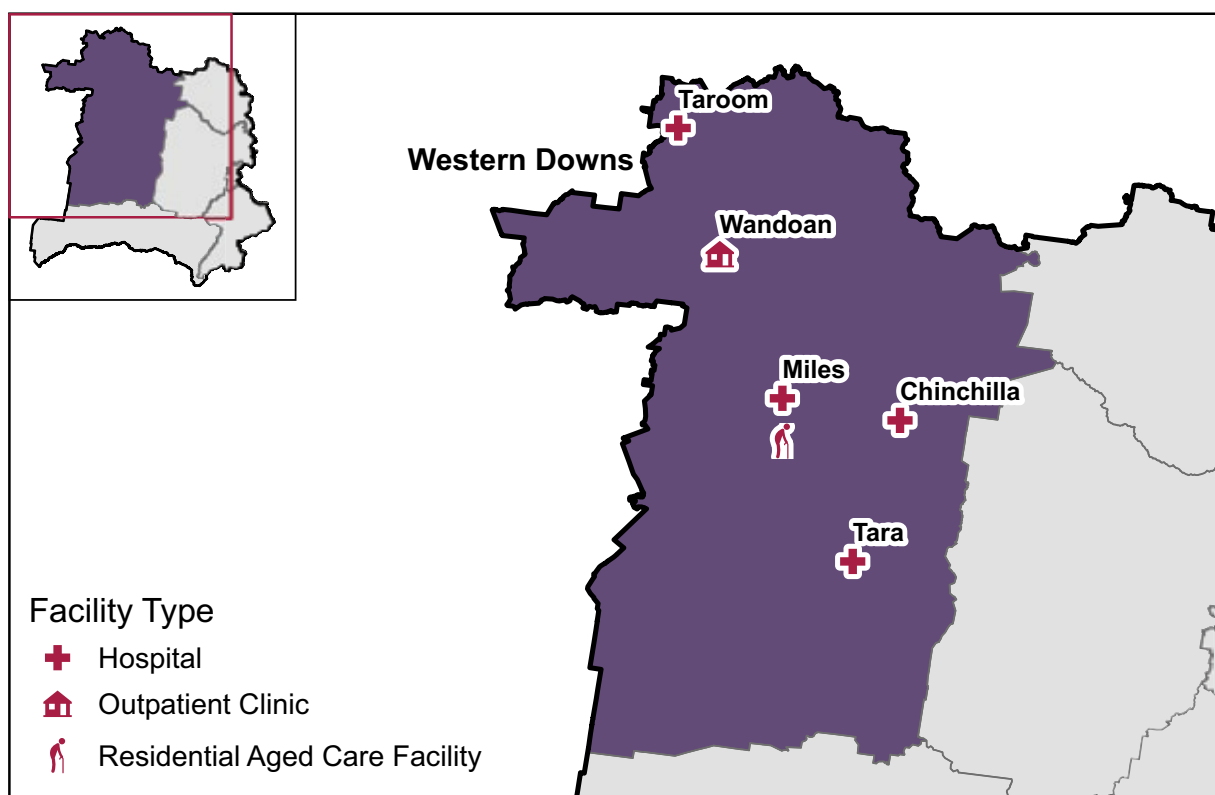 Taroom
Western Downs
Wandoan
Miles
Chinchilla
Tara
Facility Type
Hospital
Outpatient Clinic
Residential Aged Care Facility